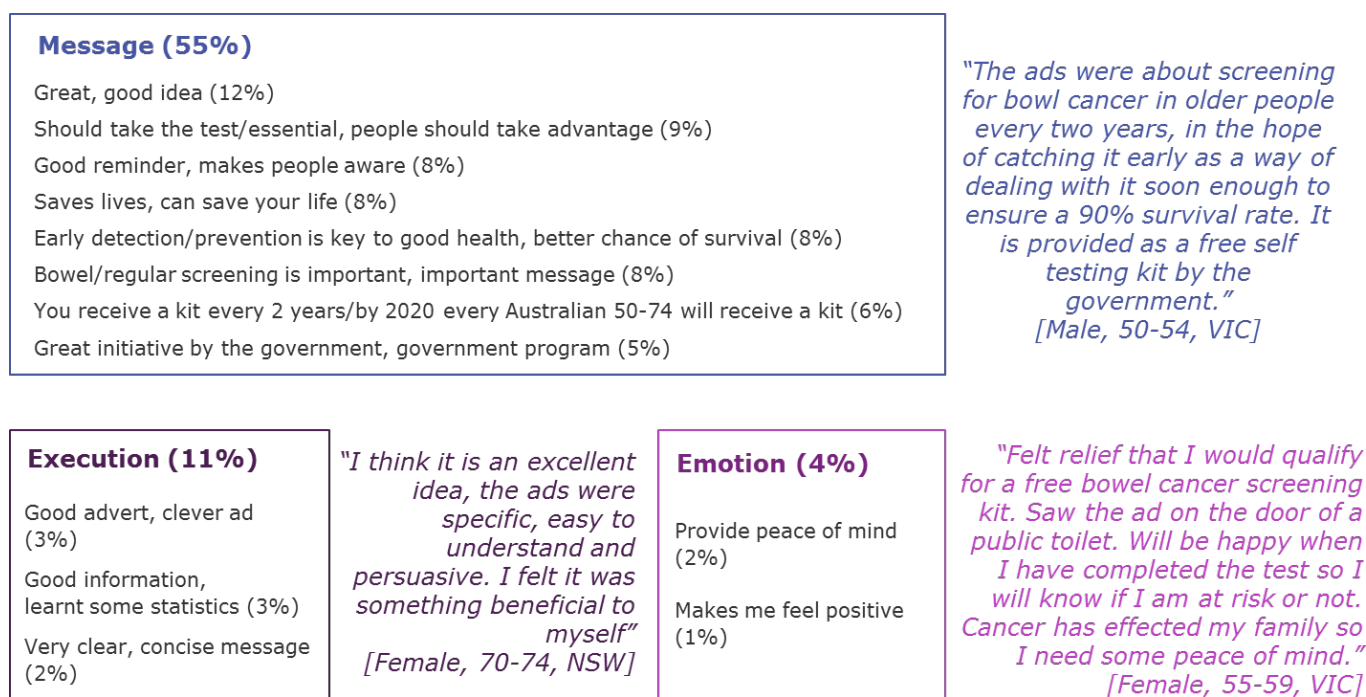 Message (55%)
Great, good idea (12%)
Should take the test/essential, people should take advantage (9%)
Good reminder, makes people aware (8%)
Saves lives, can save your life (8%)
Early detection/prevention is key to good health, better chance of survival (8%)
Bowel/regular screening is important, important message (8%)
You receive a kit every 2 years/by 2020 every Australian 50-74 will receive a kit (6%)
Great initiative by the government, government program (5%)
“The ads were about screening
for bowl cancer in older people
every two years, in the hope
of catching it early as a way of
dealing with it soon enough to
ensure a 90% survival rate. It
is provided as a free self
testing kit by the
government.”
[Male, 50-54, VIC]
Execution (11%)
Good advert, clever ad
(3%)
Good information,
learnt some statistics (3%)
Very clear, concise message
(2%)
“I think it is an excellent
idea, the ads were
specific, easy to
understand and
persuasive. I felt it was
something beneficial to
myself”
[Female, 70-74, NSW]
Emotion (4%)
Provide peace of mind
(2%)
Makes me feel positive
(1%)
“Felt relief that I would qualify
for a free bowel cancer screening
kit. Saw the ad on the door of a
public toilet. Will be happy when
I have completed the test so I
will know if I am at risk or not.
Cancer has effected my family so
I need some peace of mind.”
[Female, 55-59, VIC]